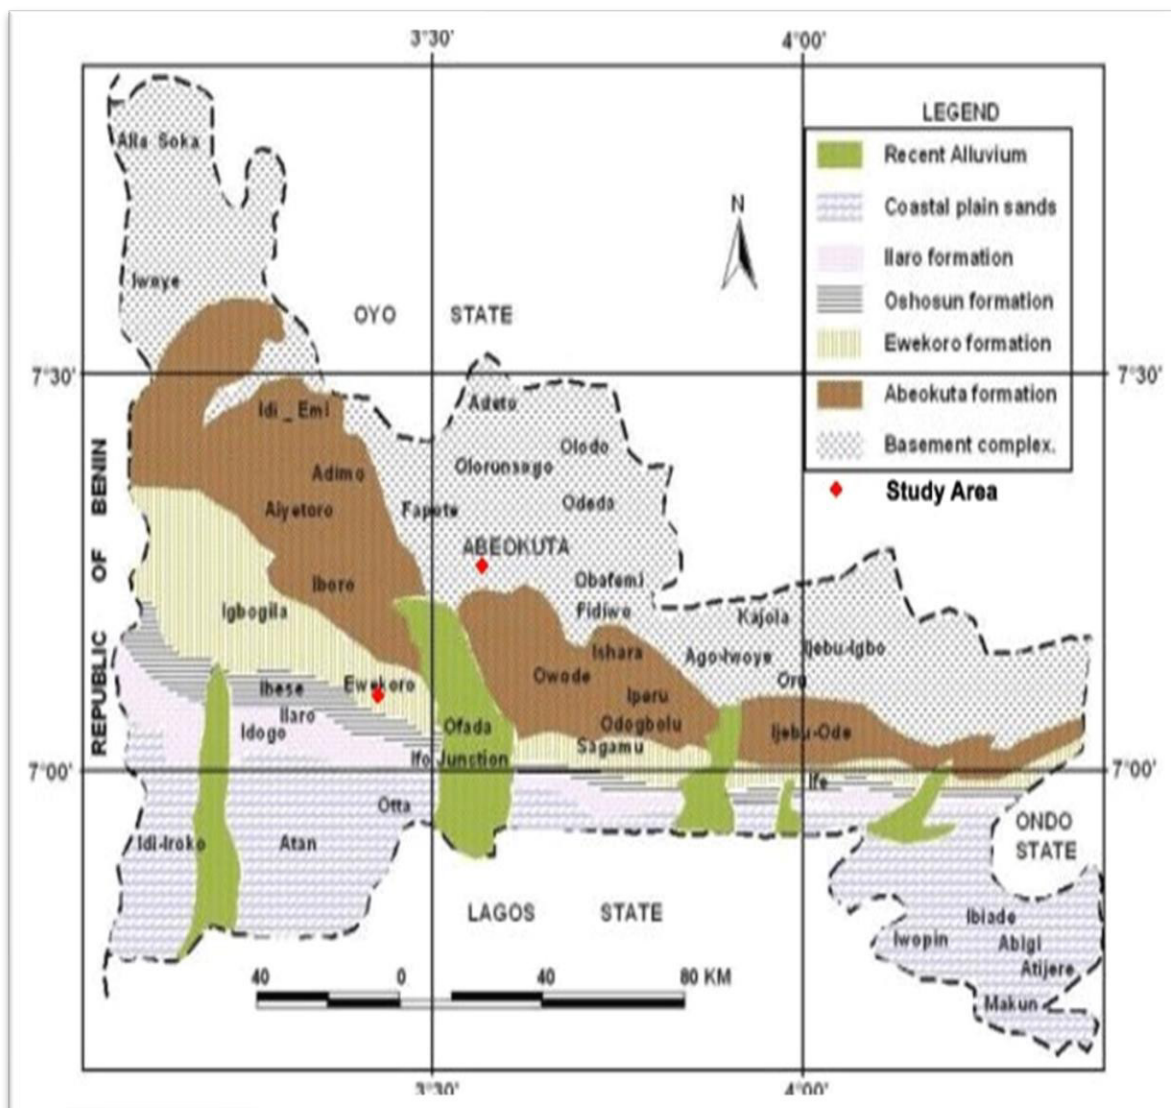 3°30'
4°00'
LEGEND
Recent Alluvium
Coastal plain sands
Ilaro formation
Oshosun formation
Ewekoro formation
Abeokuta formation
Basement complex.
Study Area
N
Alla Soka
Iwoye
OYO STATE
7°30'
7°30'
Idi_Emi
Adeto
Olodo
Olorunsogo
Adimo
Odeda
Aiyetoro
Fapote
ABEOKUTA
Obafemi
Iboro
Fidiwo
Igbogila
Kajola
Ijebu-Igbo
Ishara
Ago-Iwoye
Owode
Oro
Ewekoro
Ibese
Iperu
Ilaro
Odogbolu
Idogo
Ofada
Ijebu-Ode
Sagamu
Ifo Junction
REPUBLIC OF BENIN
7°00'
7°00'
Ife
Otta
Idi-Iroko
Atan
ONDO
STATE
LAGOS STATE
Ibiade
Iwopin
Abigi
Atijere
Makun
40 0 40 80 KM
3°30'
4°00'